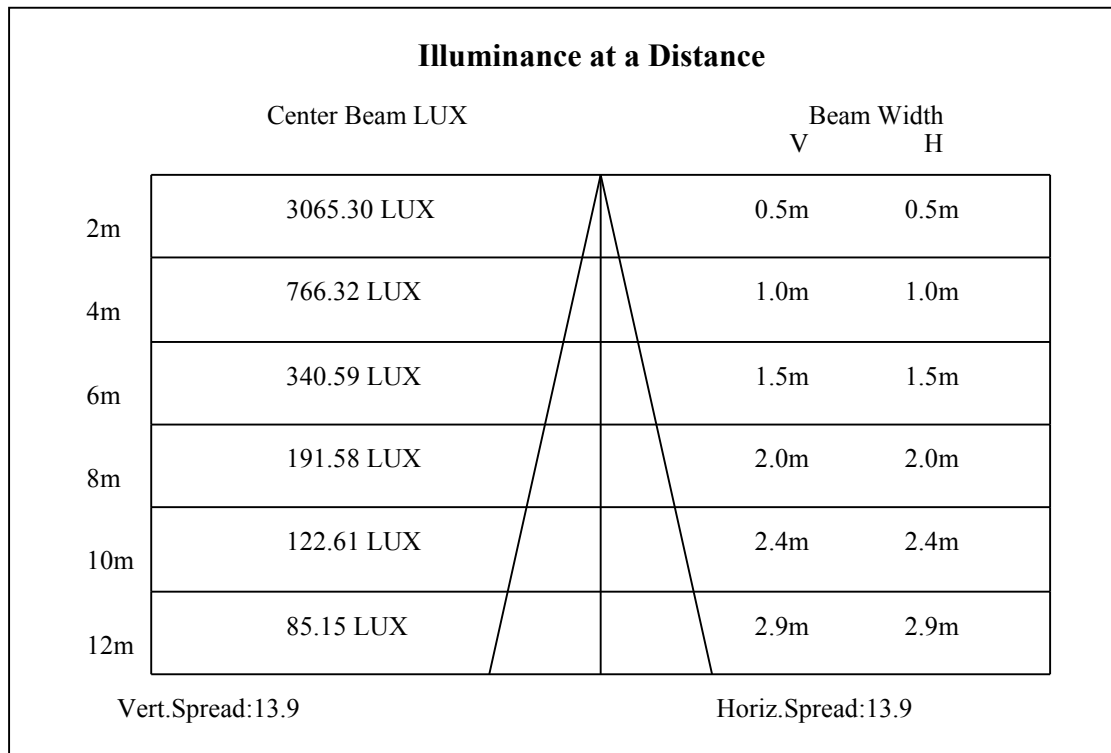 Illuminance at a Distance
Center Beam LUX Beam Width
V H
2m 3065.30 LUX 0.5m 0.5m
4m 766.32 LUX 1.0m 1.0m
6m 340.59 LUX 1.5m 1.5m
8m 191.58 LUX 2.0m 2.0m
10m 122.61 LUX 2.4m 2.4m
12m 85.15 LUX 2.9m 2.9m
Vert.Spread:13.9 Horiz.Spread:13.9